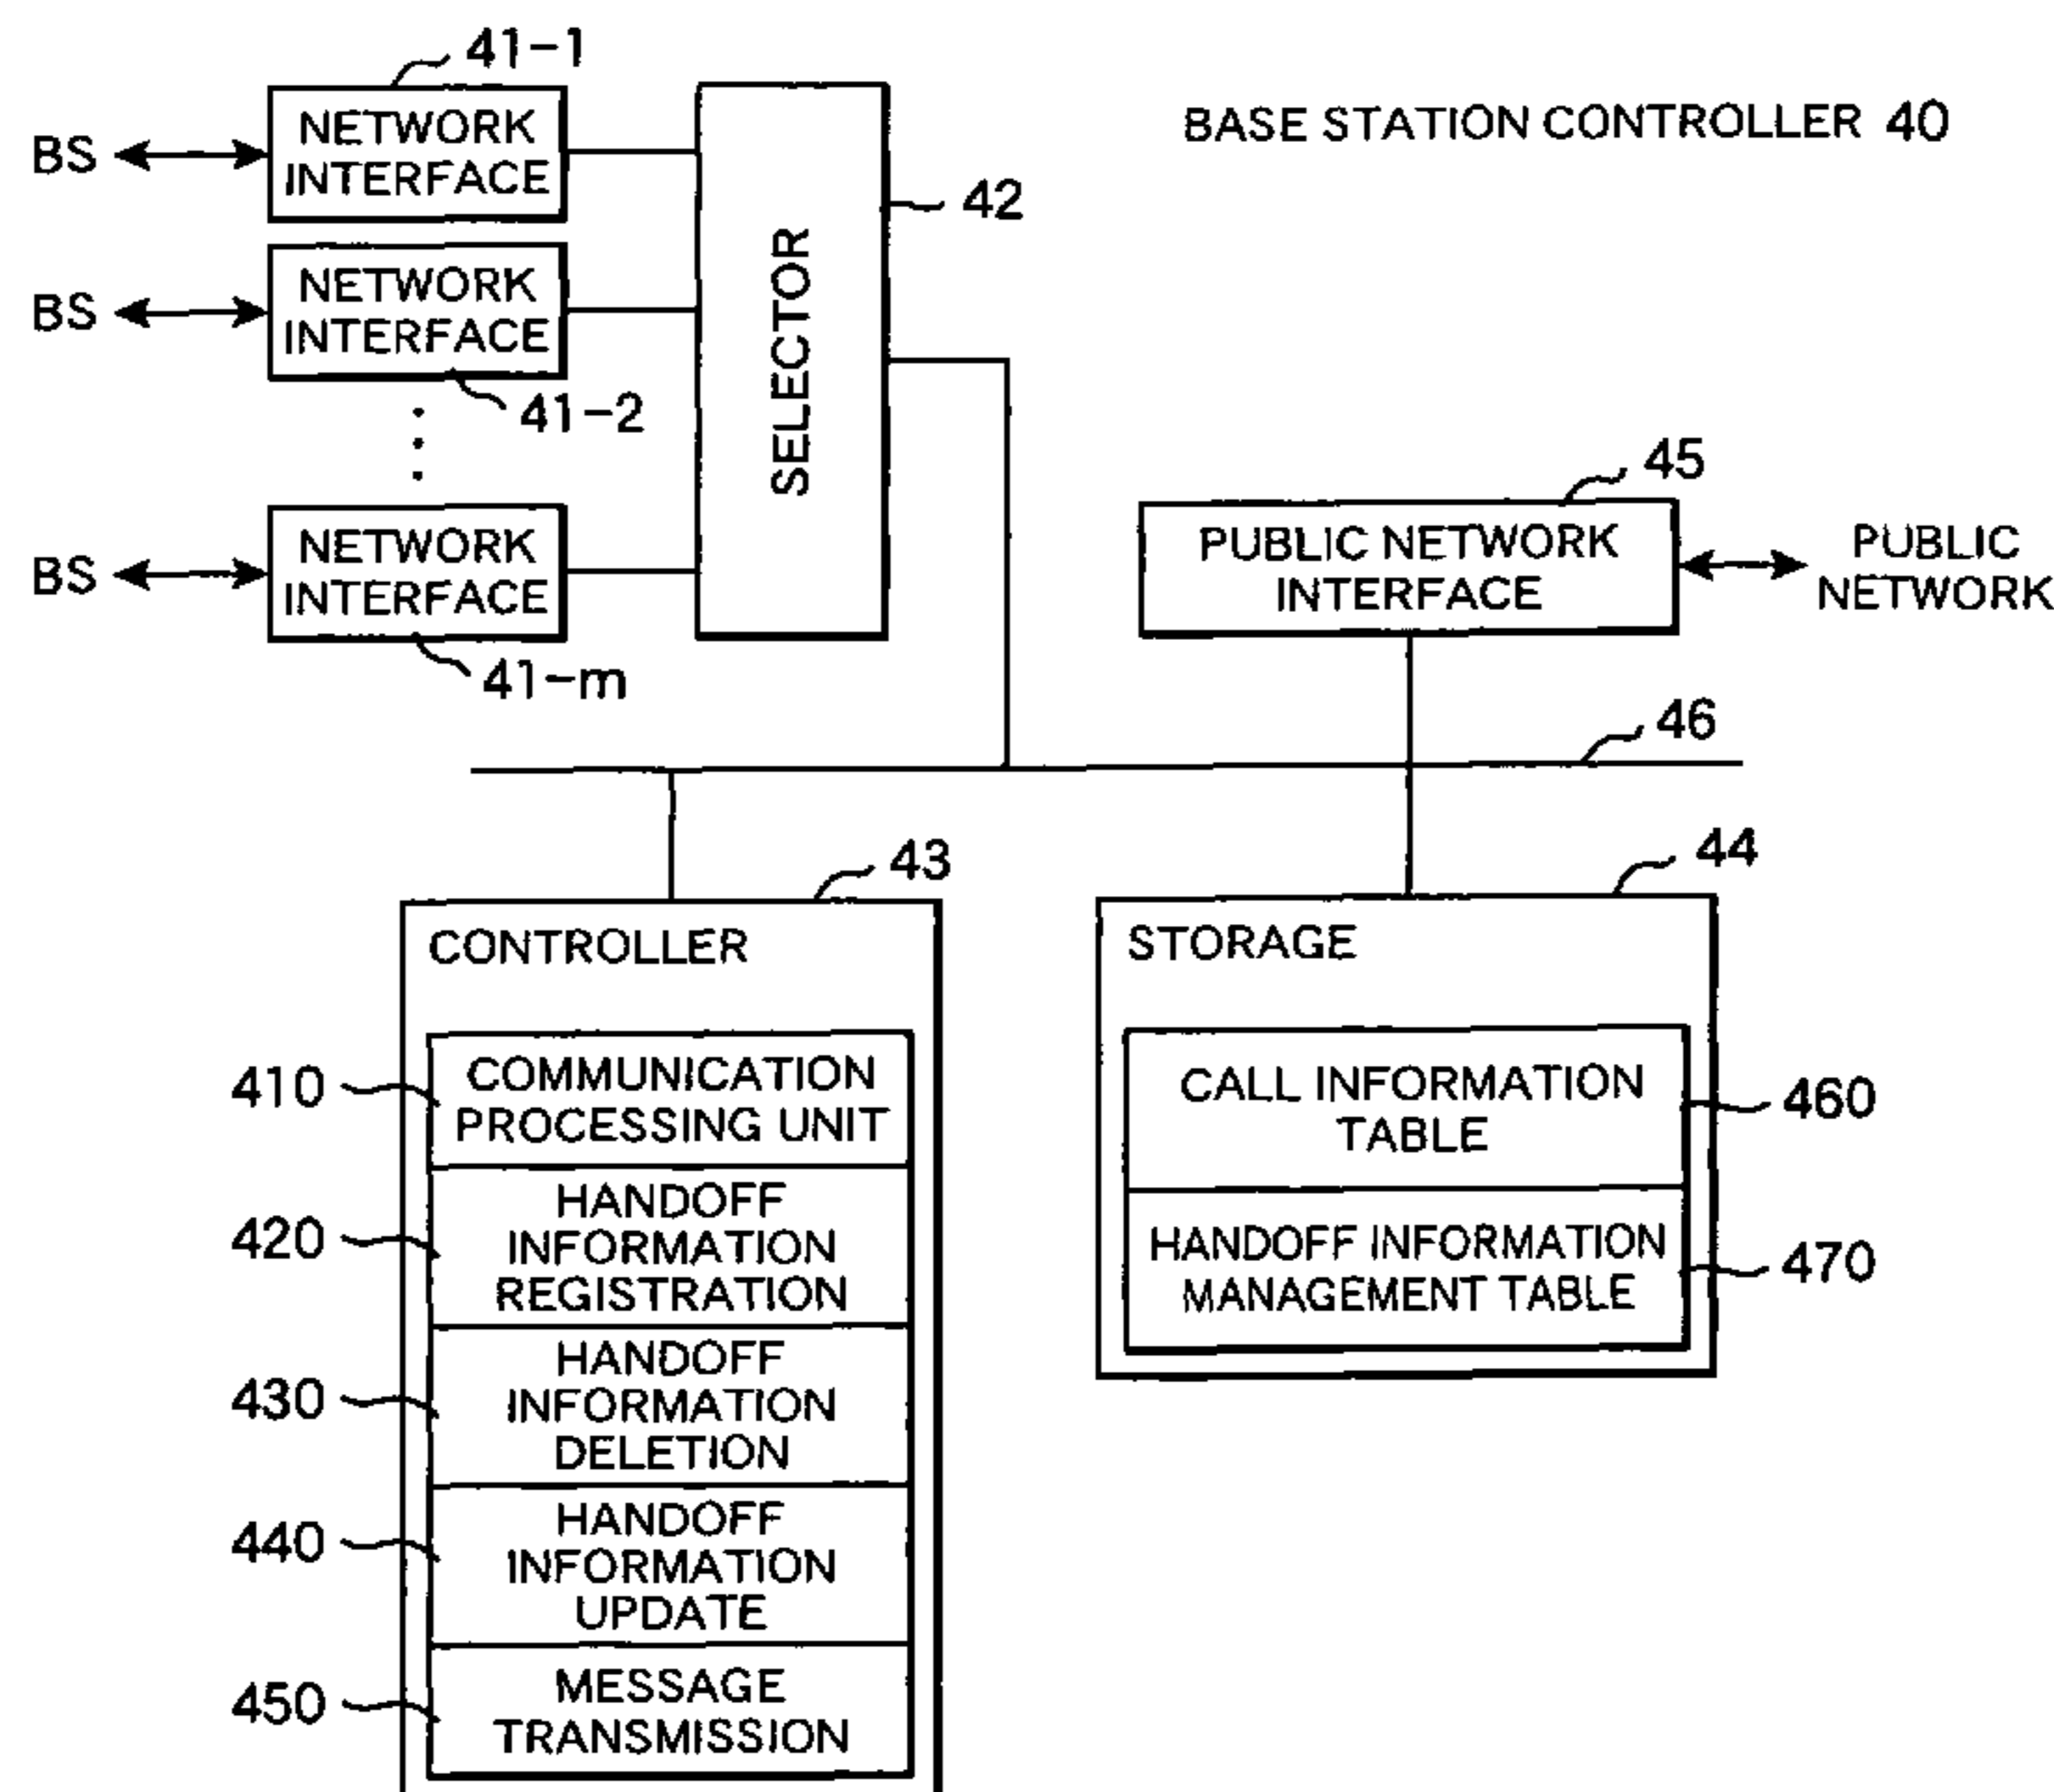 41-1
NETWORK
INTERFACE
BS
BASE STATION CONTROLLER 40
42
SELECTOR
NETWORK
INTERFACE
BS
41-2
NETWORK
INTERFACE
BS
41-m
45
PUBLIC NETWORK
INTERFACE
PUBLIC
NETWORK
46
43
CONTROLLER
410
COMMUNICATION
PROCESSING UNIT
420
HANDOFF
INFORMATION
REGISTRATION
430
HANDOFF
INFORMATION
DELETION
440
HANDOFF
INFORMATION
UPDATE
450
MESSAGE
TRANSMISSION
44
STORAGE
CALL INFORMATION
TABLE
460
HANDOFF INFORMATION
MANAGEMENT TABLE
470